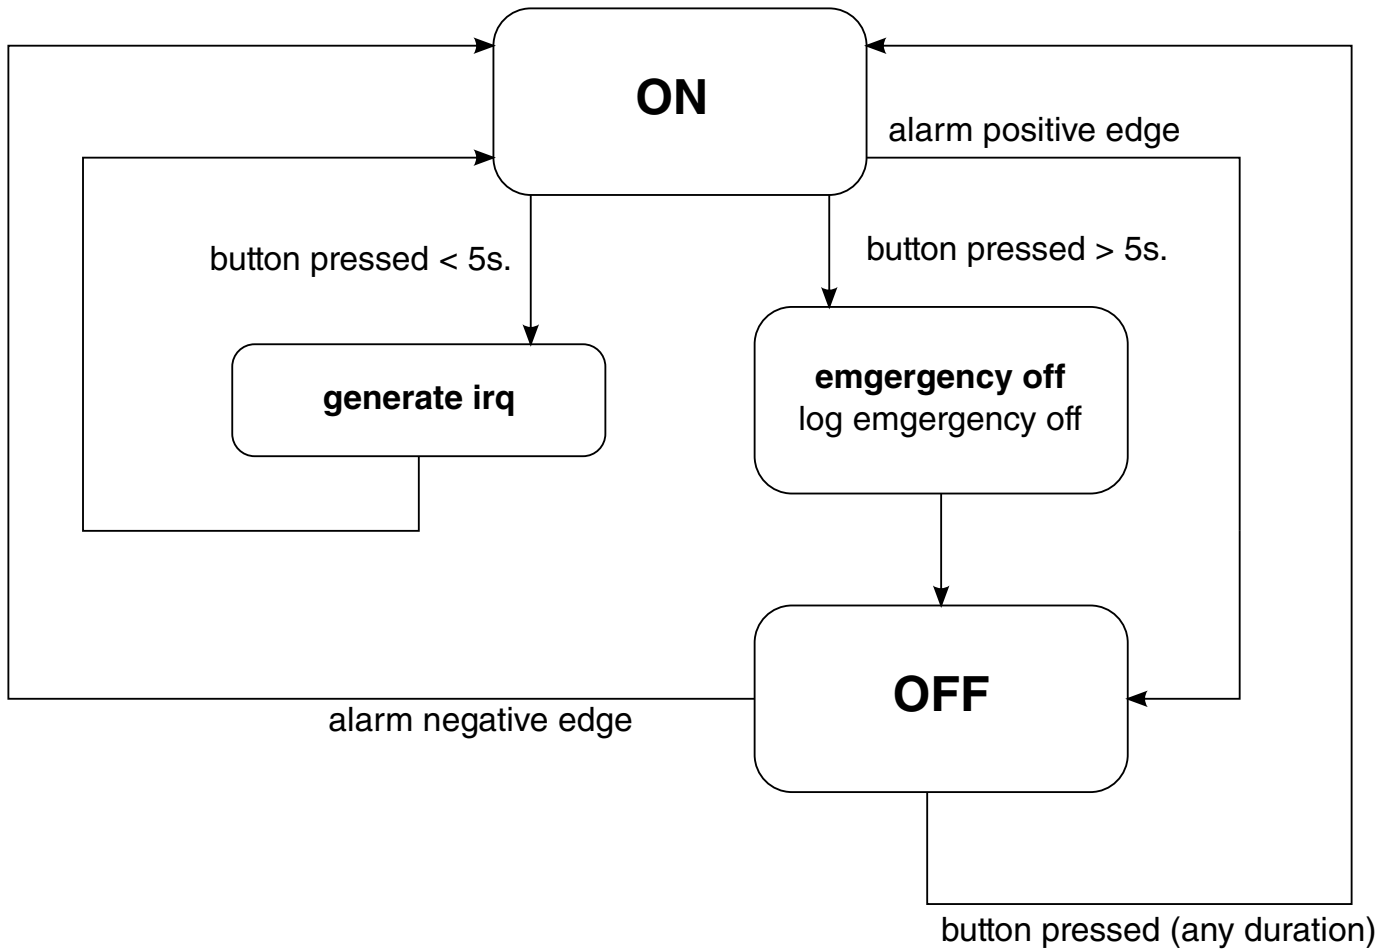 ON
alarm positive edge
button pressed < 5s.
button pressed > 5s.
generate irq
emgergency off
log emgergency off
OFF
alarm negative edge
button pressed (any duration)